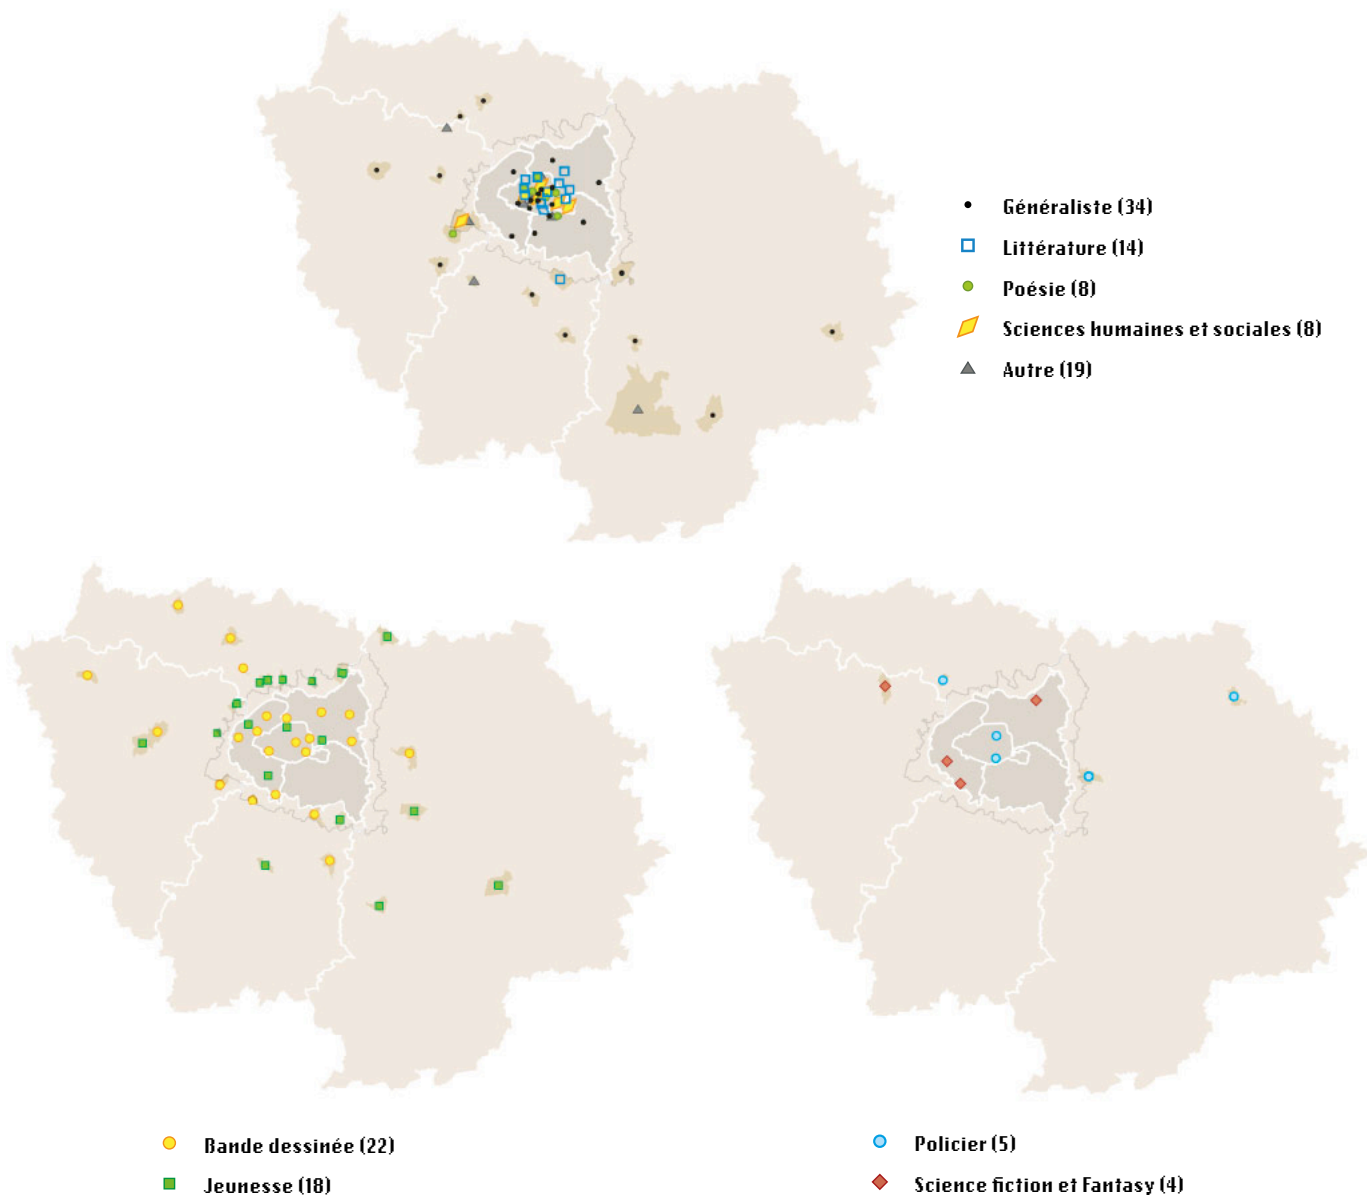 Généraliste (34)
Littérature (14)
Poésie (8)
Sciences humaines et sociales (8)
Autre (19)
Bande dessinée (22)
Jeunesse (18)
Policier (5)
Science fiction et Fantasy (4)